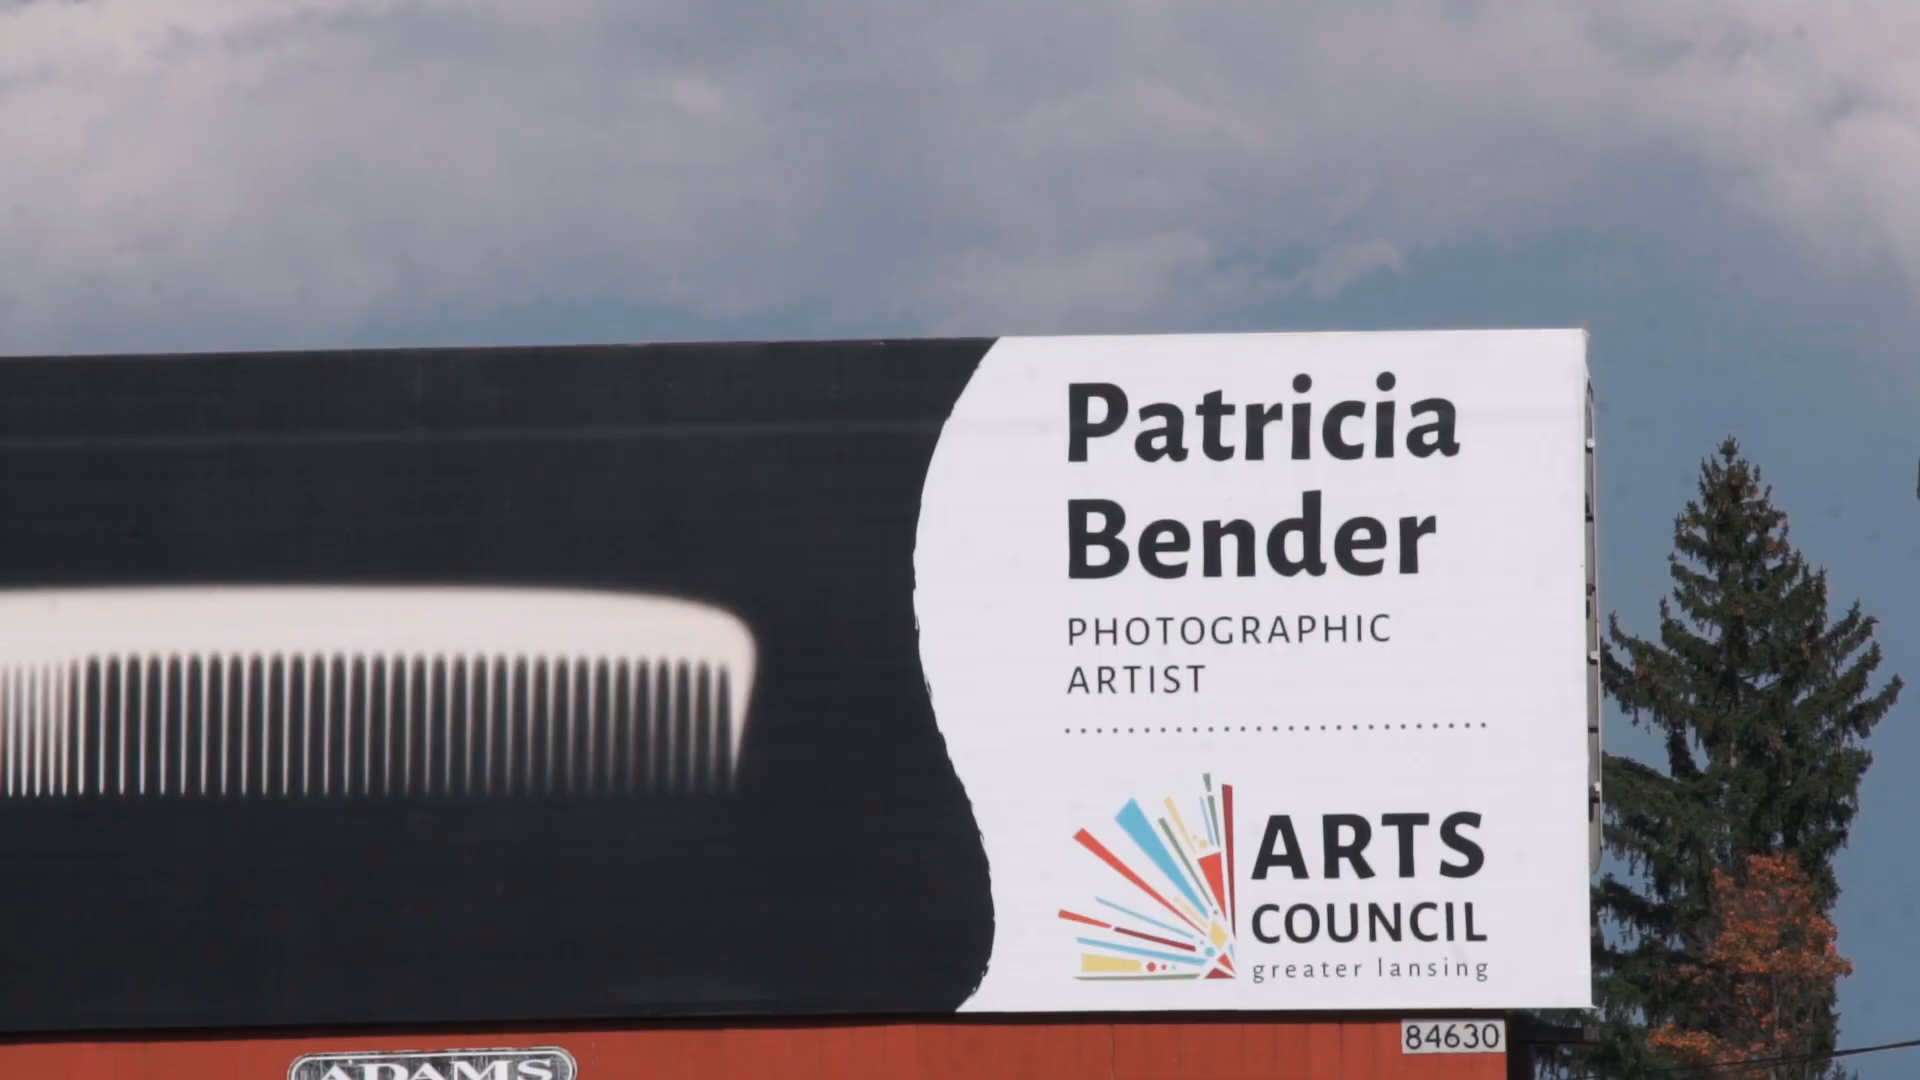 Patricia
Bender
PHOTOGRAPHIC
ARTIST
ARTS
COUNCIL
greater lansing
84630
ADAMS